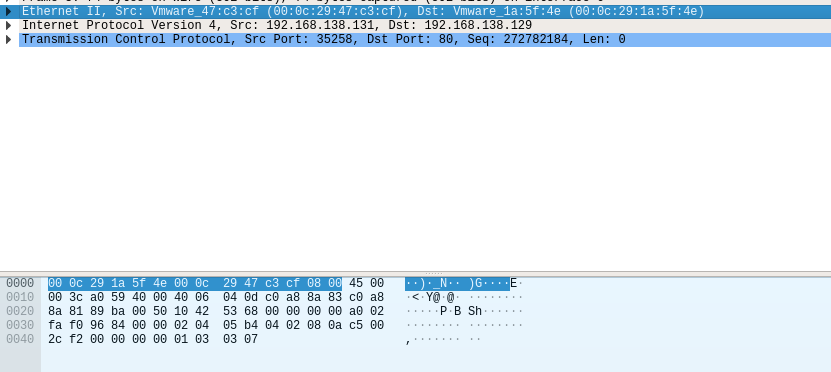 Ethernet II, Src: Vmware_47:c3:cf (00:0c:29:47:c3:cf), Dst: Vmware_1a:5f:4e (00:0c:29:1a:5f:4e)
Internet Protocol Version 4, Src: 192.168.138.131, Dst: 192.168.138.129
Transmission Control Protocol, Src Port: 35258, Dst Port: 80, Seq: 272782184, Len: 0
0000 00 0c 29 1a 5f 4e 00 0c 29 47 c3 cf 08 00 45 00 ··)·_N·· )G····E·
0010 00 3c a0 59 40 00 40 06 04 0d c0 a8 8a 83 c0 a8 ·<·Y@·@· ········
0020 8a 81 89 ba 00 50 10 42 53 68 00 00 00 00 a0 02 ·····P·B Sh······
0030 fa f0 96 84 00 00 02 04 05 b4 04 02 08 0a c5 00 ········ ········
0040 2c f2 00 00 00 00 01 03 03 07 ,······· ··